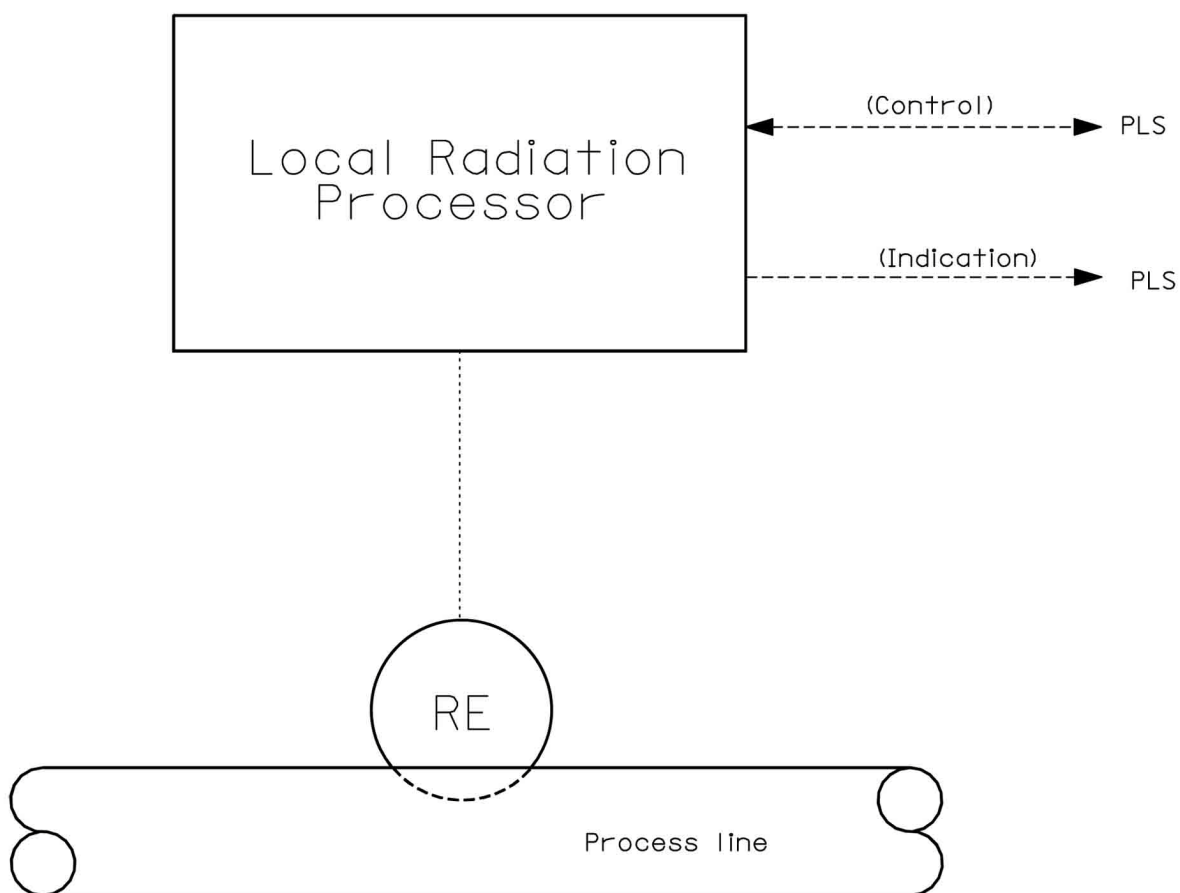 (Control)
PLS
Local Radiation
Processor
(Indication)
PLS
RE
Process line